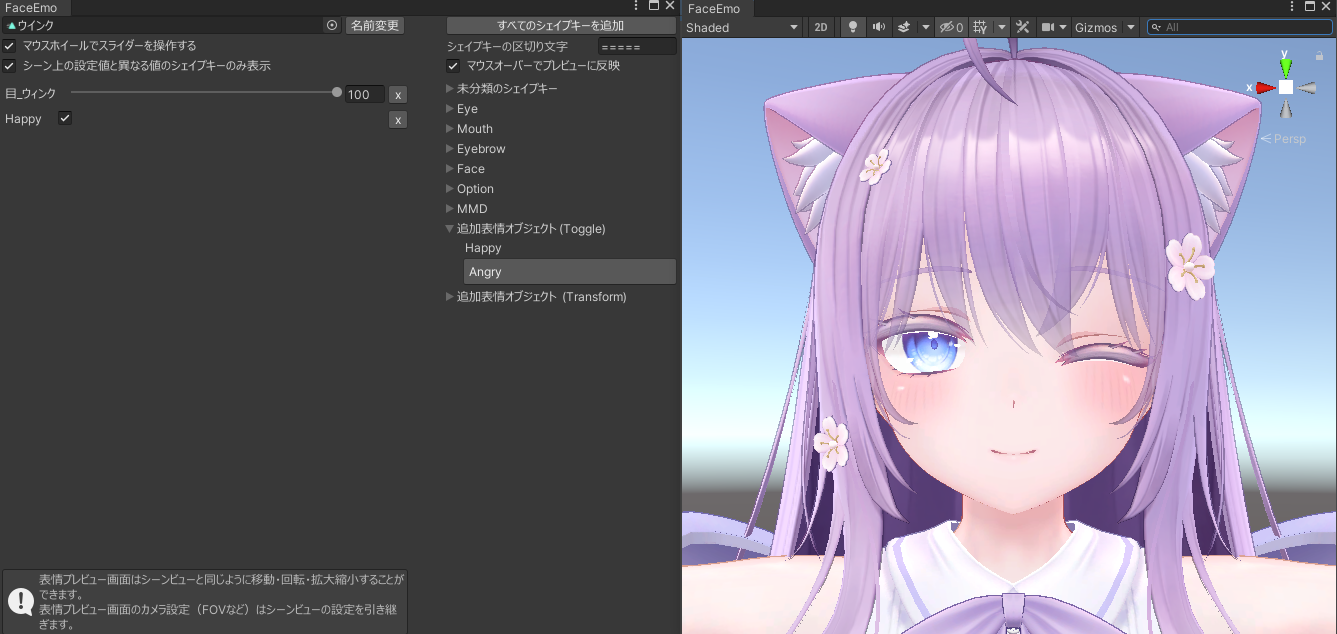 FaceEmo
ウインク
名前変更
マウスホイールでスライダーを操作する
シーン上の設定値と異なる値のシェイプキーのみ表示
目_ウィンク
100
x
Happy
x
表情プレビュー画面はシーンビューと同じように移動・回転・拡大縮小することが
できます。
表情プレビュー画面のカメラ設定（FOVなど）はシーンビューの設定を引き継
ぎます。
すべてのシェイプキーを追加
シェイプキーの区切り文字
=====
マウスオーバーでプレビューに反映
未分類のシェイプキー
Eye
Mouth
Eyebrow
Face
Option
MMD
追加表情オブジェクト(Toggle)
Happy
Angry
追加表情オブジェクト (Transform)
FaceEmo
Shaded
2D
0
Gizmos
All
y
x
Persp